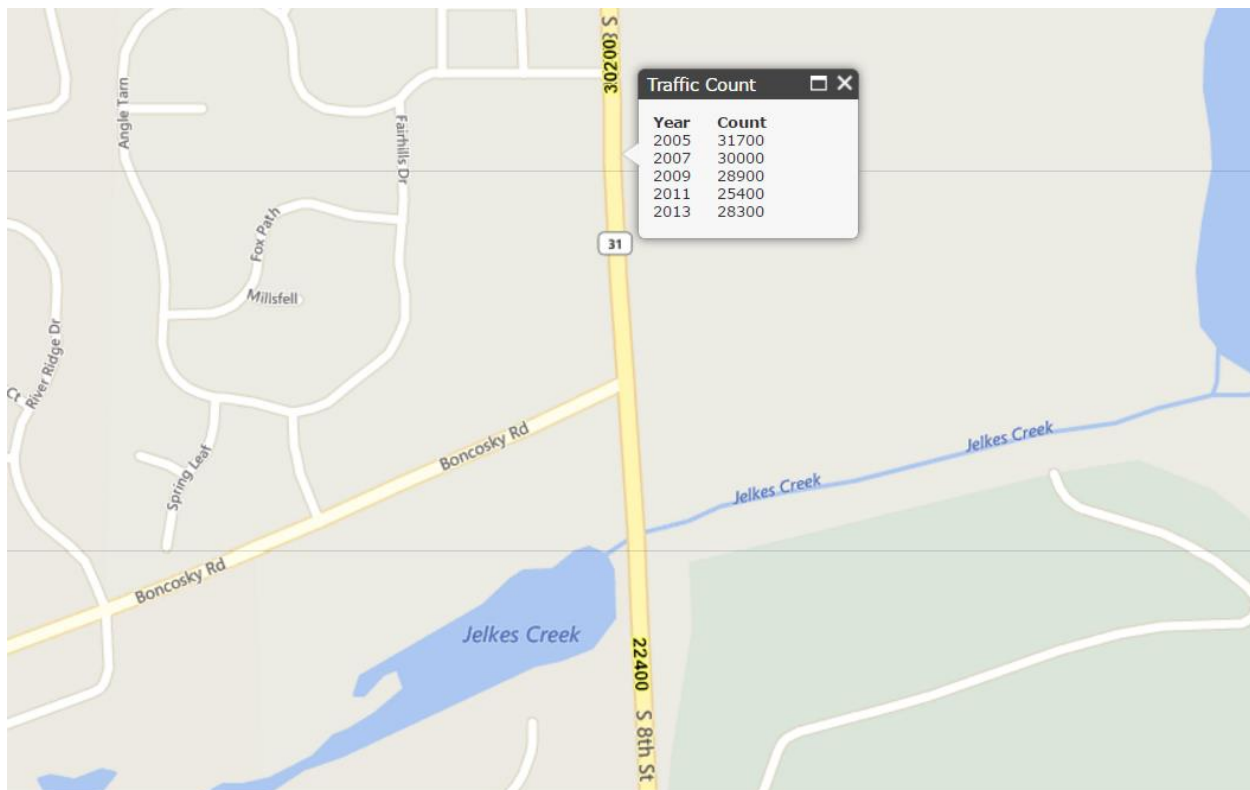 S 8
30200
Traffic Count
Year Count
2005 31700
2007 30000
2009 28900
2011 25400
2013 28300
Angle Tarn
Fairhills Dr
Fox Path
31
Millsfell
Ct
River Ridge Dr
Boncosky Rd
Spring Leaf
Jelkes Creek
Jelkes Creek
Boncosky Rd
Jelkes Creek
22400
S 8th St